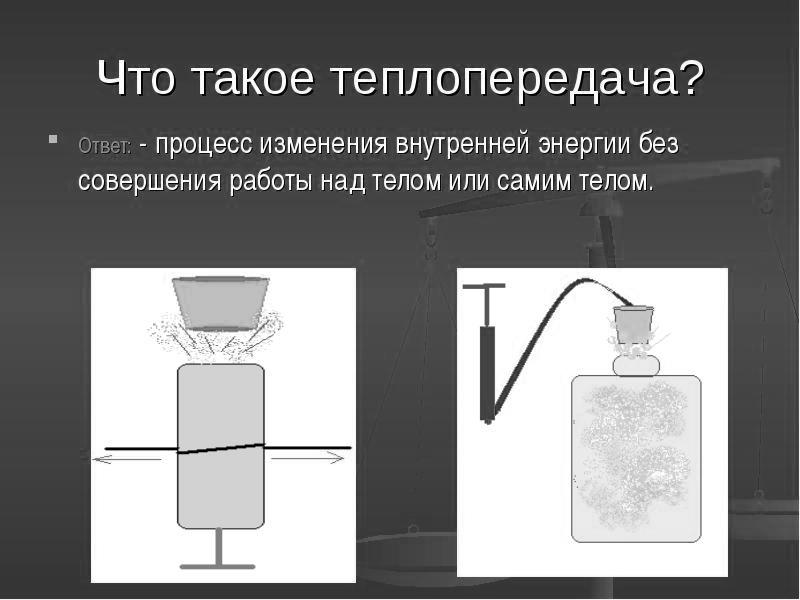 Что такое теплопередача?
Ответ: - процесс изменения внутренней энергии без
совершения работы над телом или самим телом.